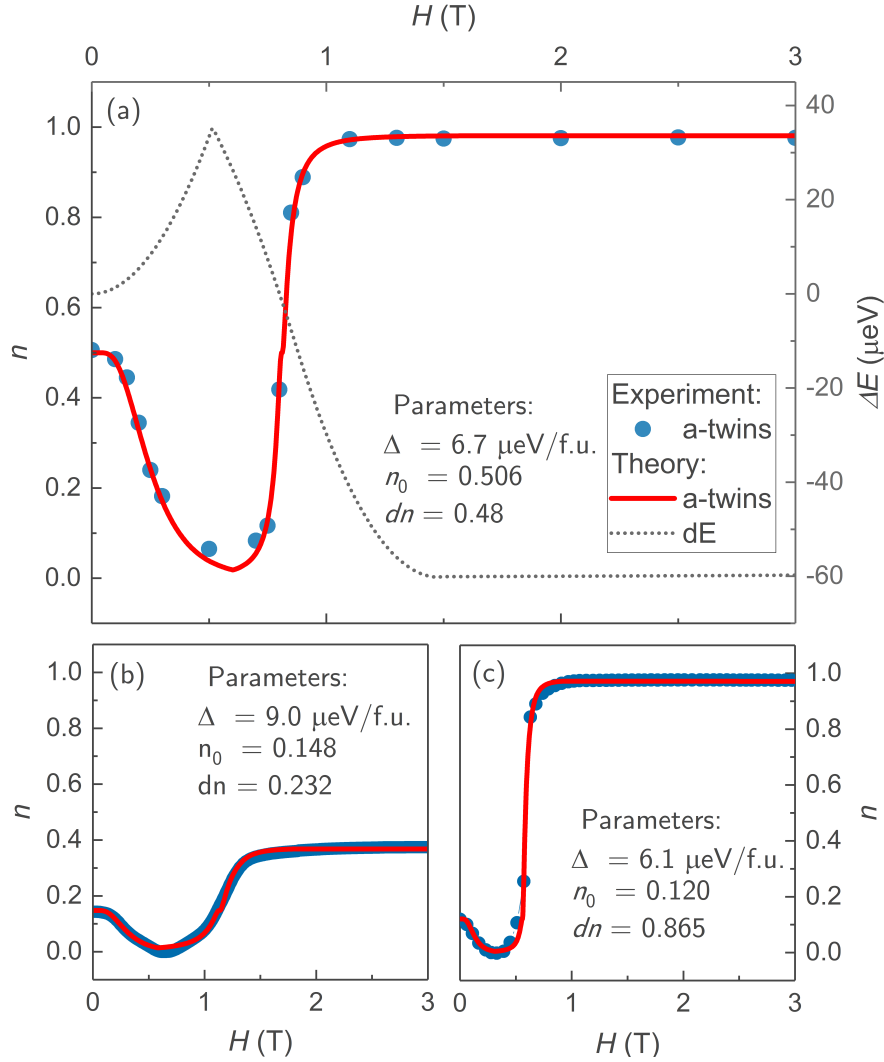 H (T)
0 1 2 3
(a)
1.0
0.8
0.6
0.4
0.2
0.0
n
40
20
0
-20
-40
-60
ΔE (μeV)
Parameters:
Δ = 6.7 μeV/f.u.
n0 = 0.506
dn = 0.48
Experiment:
a-twins
Theory:
a-twins
dE
(b)
1.0
0.8
0.6
0.4
0.2
0.0
n
Parameters:
Δ = 9.0 μeV/f.u.
n0 = 0.148
dn = 0.232
0 1 2 3
H (T)
(c)
Parameters:
Δ = 6.1 μeV/f.u.
n0 = 0.120
dn = 0.865
1.0
0.8
0.6
0.4
0.2
0.0
n
0 1 2 3
H (T)